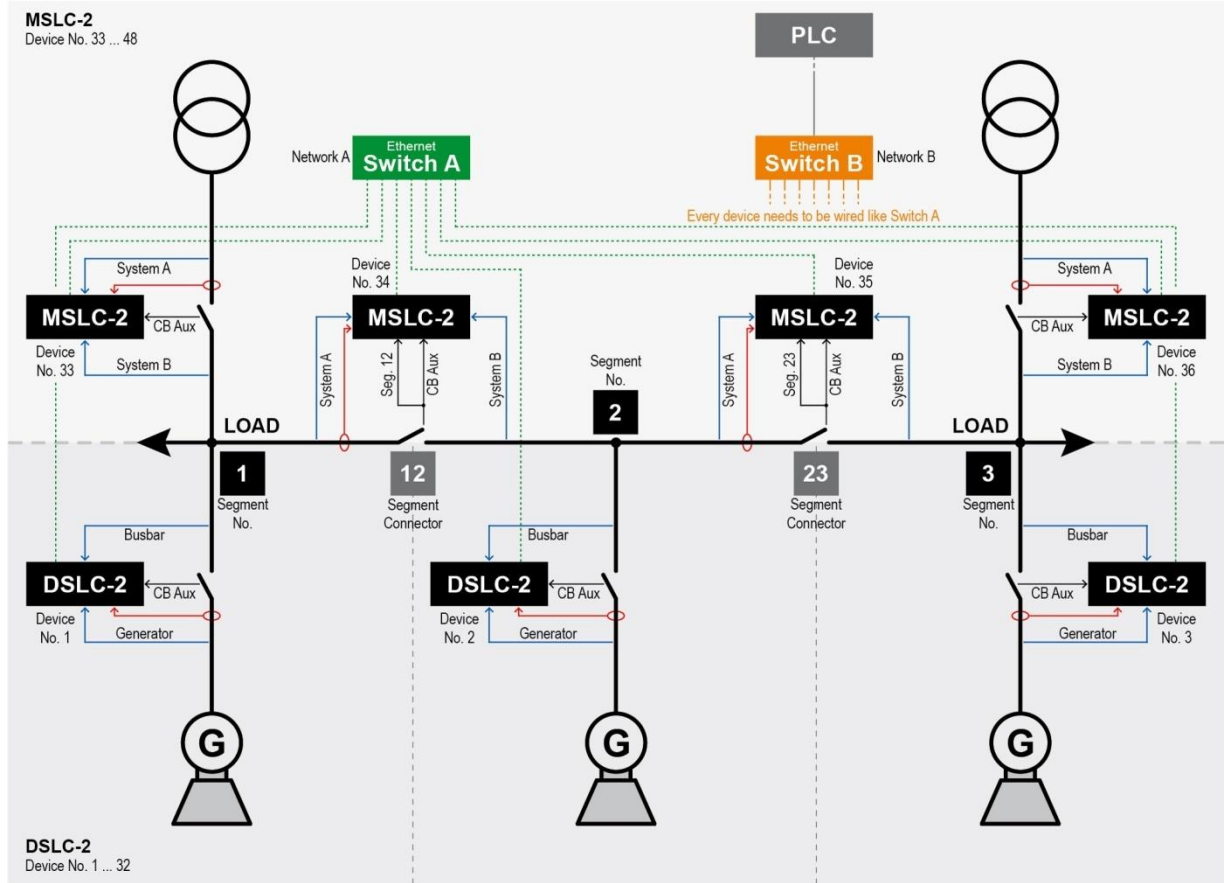 MSLC-2
Device No. 33 ... 48
PLC
Network A
Ethernet
Switch A
Ethernet
Switch B
Network B
Every device needs to be wired like Switch A
System A
MSLC-2
CB Aux
Device
No. 33
System B
Device
No. 34
MSLC-2
System A
Seg. 12
CB Aux
System B
Segment
No.
2
Device
No. 35
MSLC-2
System A
Seg. 23
CB Aux
System B
System A
MSLC-2
CB Aux
System B
Device
No. 36
LOAD
LOAD
1
Segment
No.
12
Segment
Connector
23
Segment
Connector
3
Segment
No.
Busbar
DSLC-2
CB Aux
Device
No. 1
Generator
G
Busbar
DSLC-2
CB Aux
Device
No. 2
Generator
G
Busbar
DSLC-2
CB Aux
Generator
Device
No. 3
G
DSLC-2
Device No. 1 ... 32